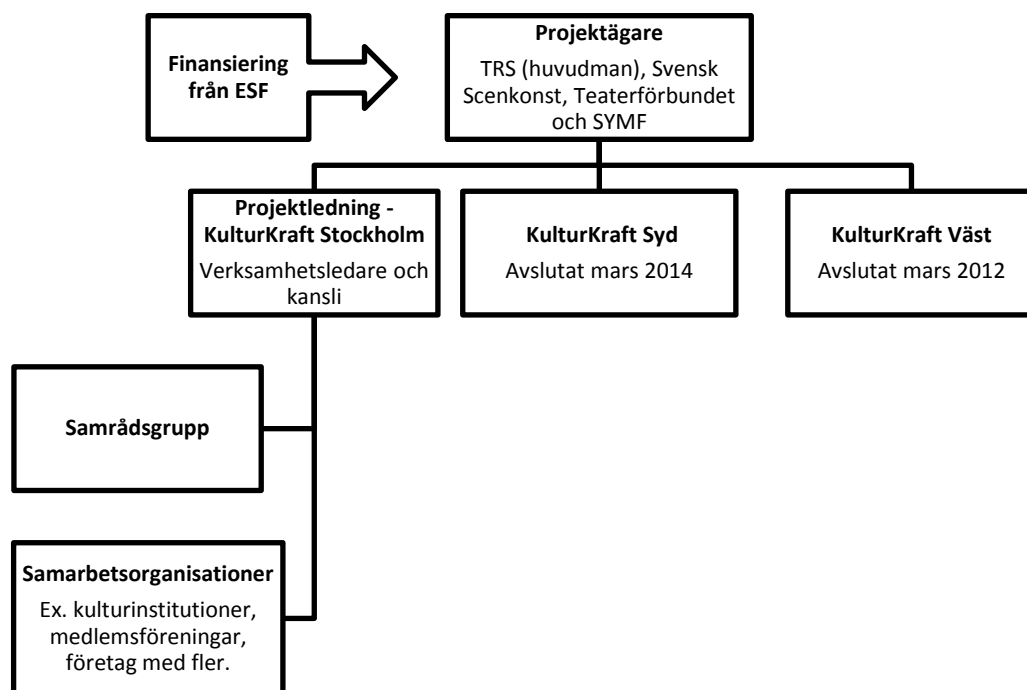 Finansiering
från ESF
Projektägare
TRS (huvudman), Svensk
Scenkonst, Teaterförbundet
och SYMF
Projektledning -
KulturKraft Stockholm
Verksamhetsledare och
kansli
KulturKraft Syd
Avslutat mars 2014
KulturKraft Väst
Avslutat mars 2012
Samrådsgrupp
Samarbetsorganisationer
Ex. kulturinstitutioner,
medlemsföreningar,
företag med fler.